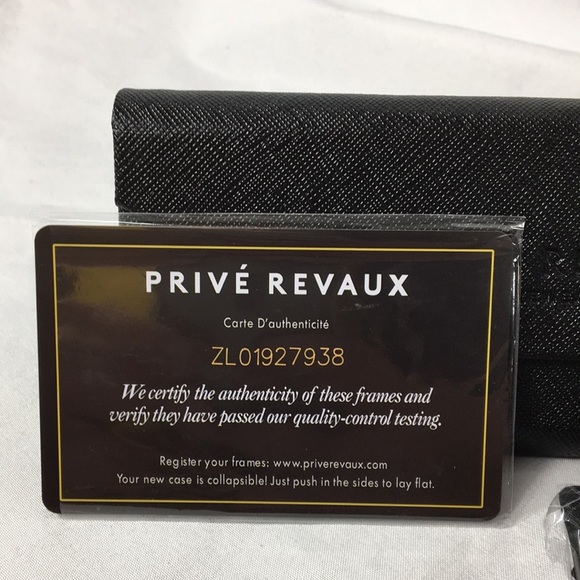 PRIVÉ REVAUX
Carte D'authenticité
ZL01927938
We certify the authenticity of these frames and
verify they have passed our quality-control testing.
Register your frames: www.priverevaux.com
Your new case is collapsible! Just push in the sides to lay flat.